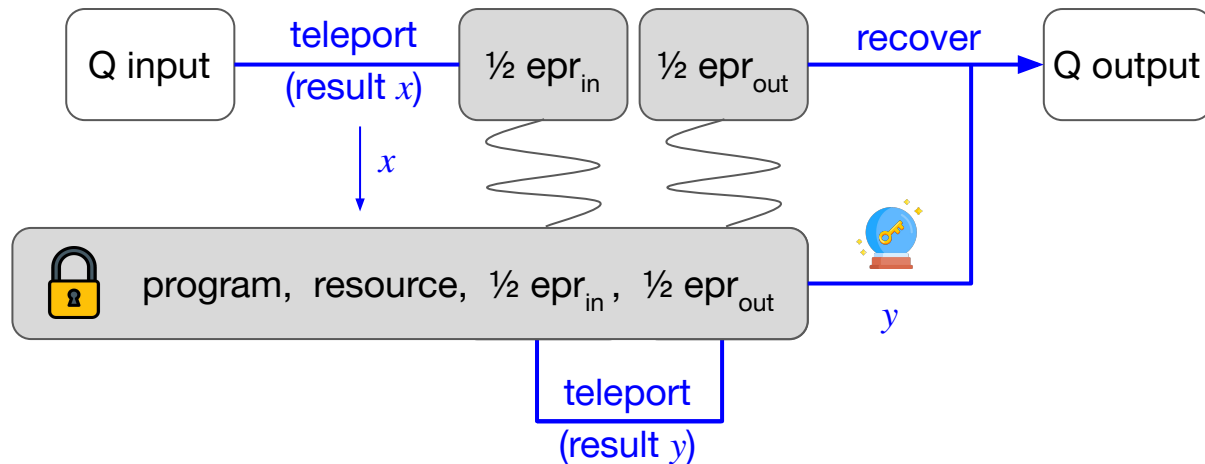 Q input
teleport
(result x)
½ epr_in
½ epr_out
recover
Q output
x
program, resource, ½ epr_in , ½ epr_out
y
teleport
(result y)